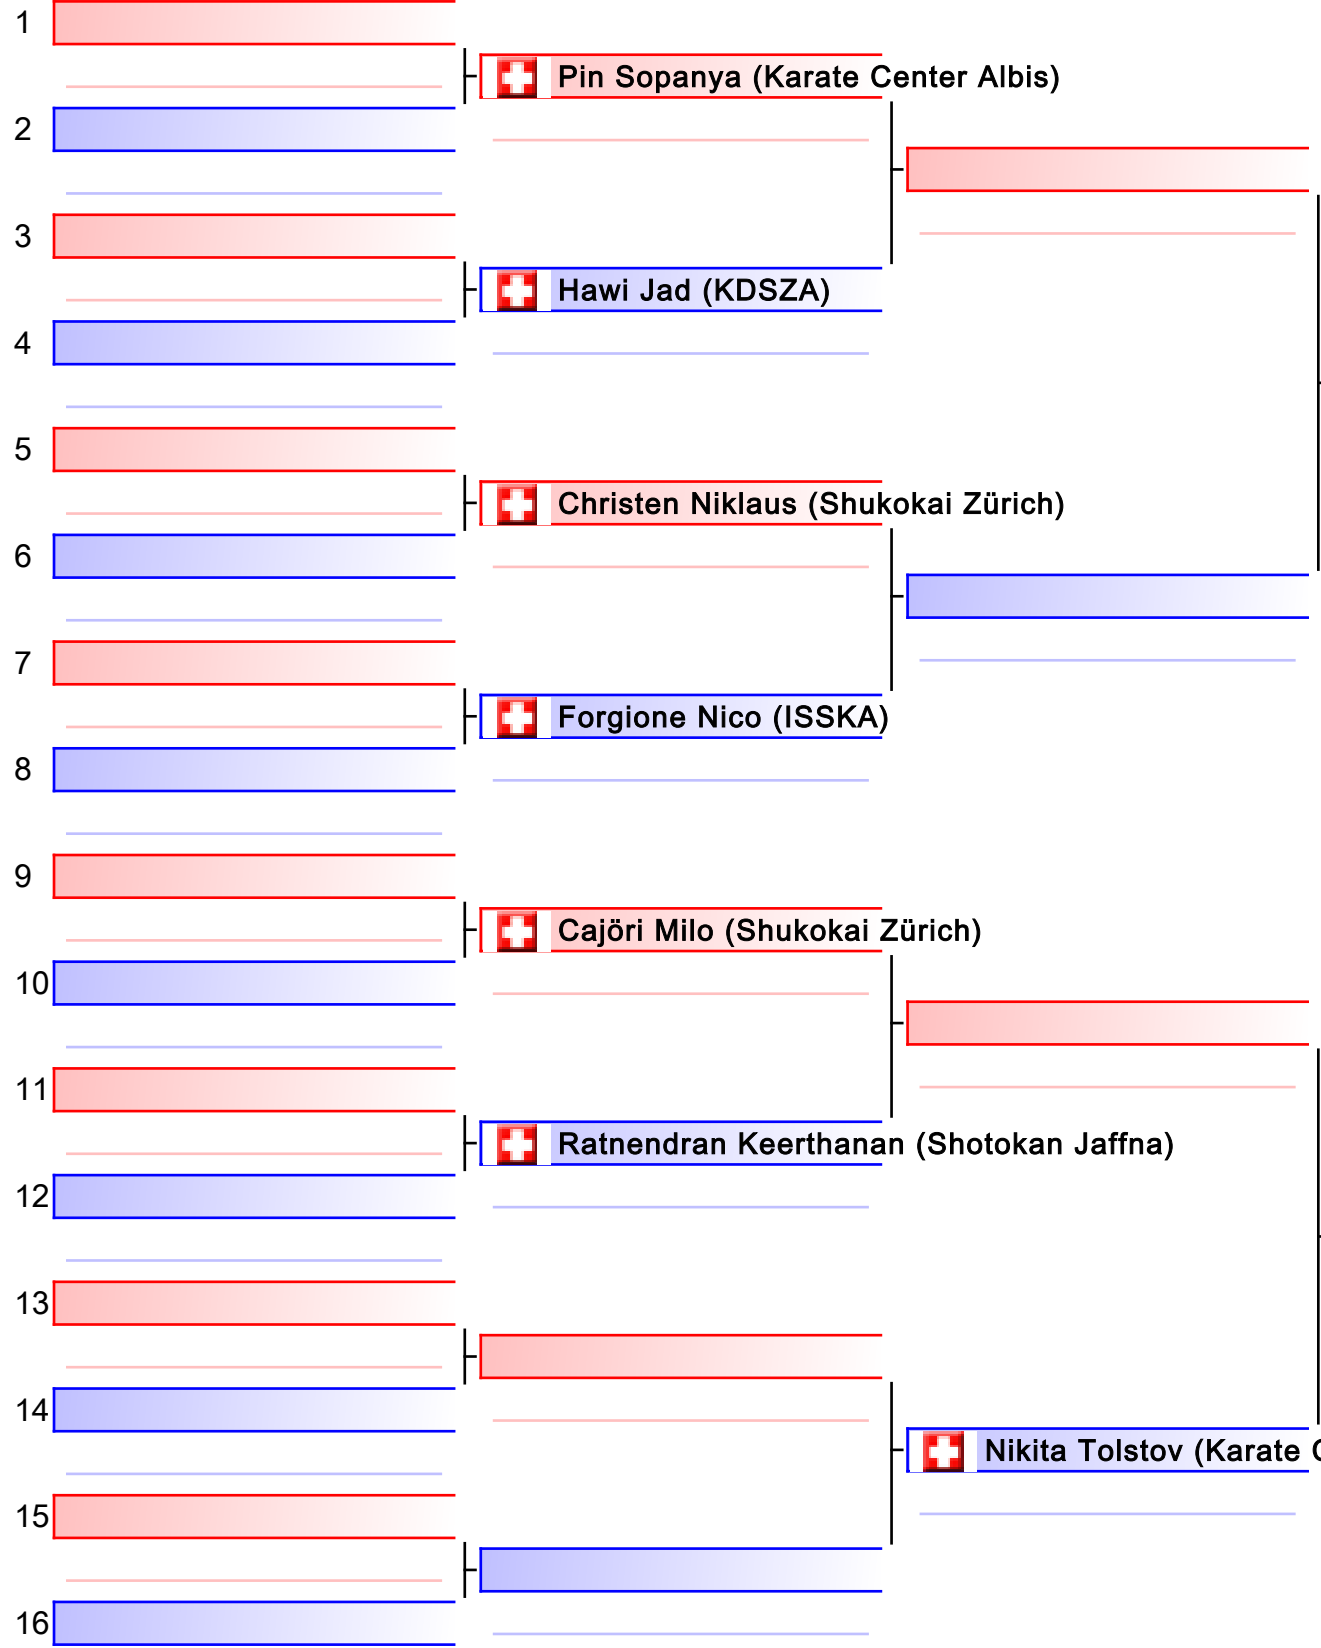 1
Pin Sopanya (Karate Center Albis)
2
3
Hawi Jad (KDSZA)
4
5
Christen Niklaus (Shukokai Zürich)
6
7
Forgione Nico (ISSKA)
8
9
Cajöri Milo (Shukokai Zürich)
10
11
Ratnendran Keerthanan (Shotokan Jaffna)
12
13
14
Nikita Tolstov (Karate
15
16